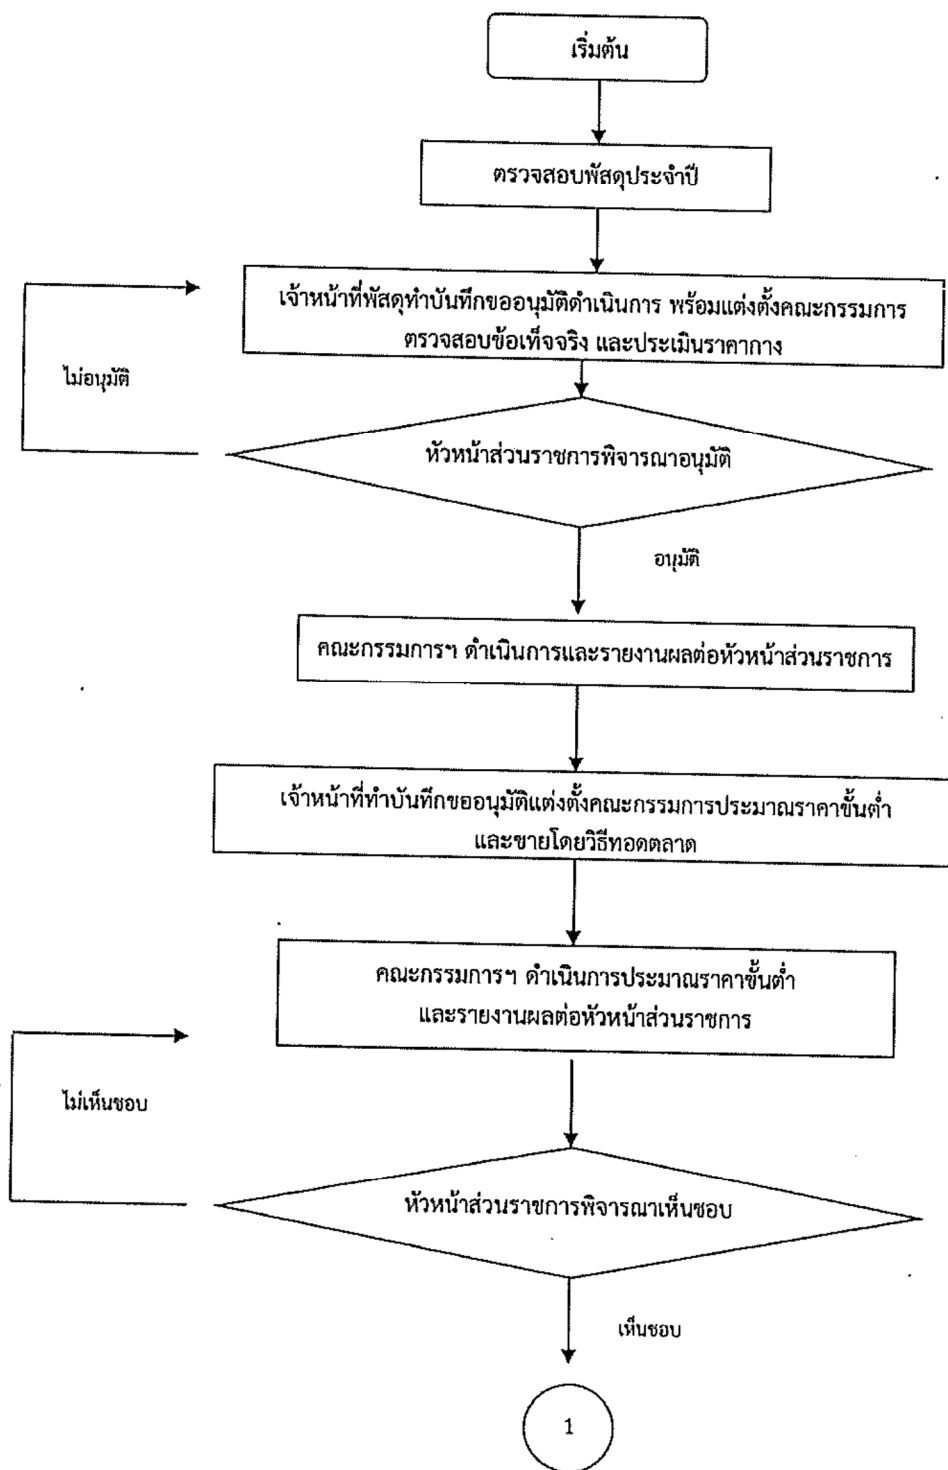 เริ่มต้น
ตรวจสอบพัสดุประจำปี
เจ้าหน้าที่พัสดุทำบันทึกขออนุมัติดำเนินการ พร้อมแต่งตั้งคณะกรรมการ
ตรวจสอบข้อเท็จจริง และประเมินราคากาง
ไม่อนุมัติ
หัวหน้าส่วนราชการพิจารณาอนุมัติ
อนุมัติ
คณะกรรมการฯ ดำเนินการและรายงานผลต่อหัวหน้าส่วนราชการ
เจ้าหน้าที่ทำบันทึกขออนุมัติแต่งตั้งคณะกรรมการประมาณราคาขั้นต่ำ
และขายโดยวิธีทอดตลาด
คณะกรรมการฯ ดำเนินการประมาณราคาขั้นต่ำ
และรายงานผลต่อหัวหน้าส่วนราชการ
ไม่เห็นชอบ
หัวหน้าส่วนราชการพิจารณาเห็นชอบ
เห็นชอบ
1